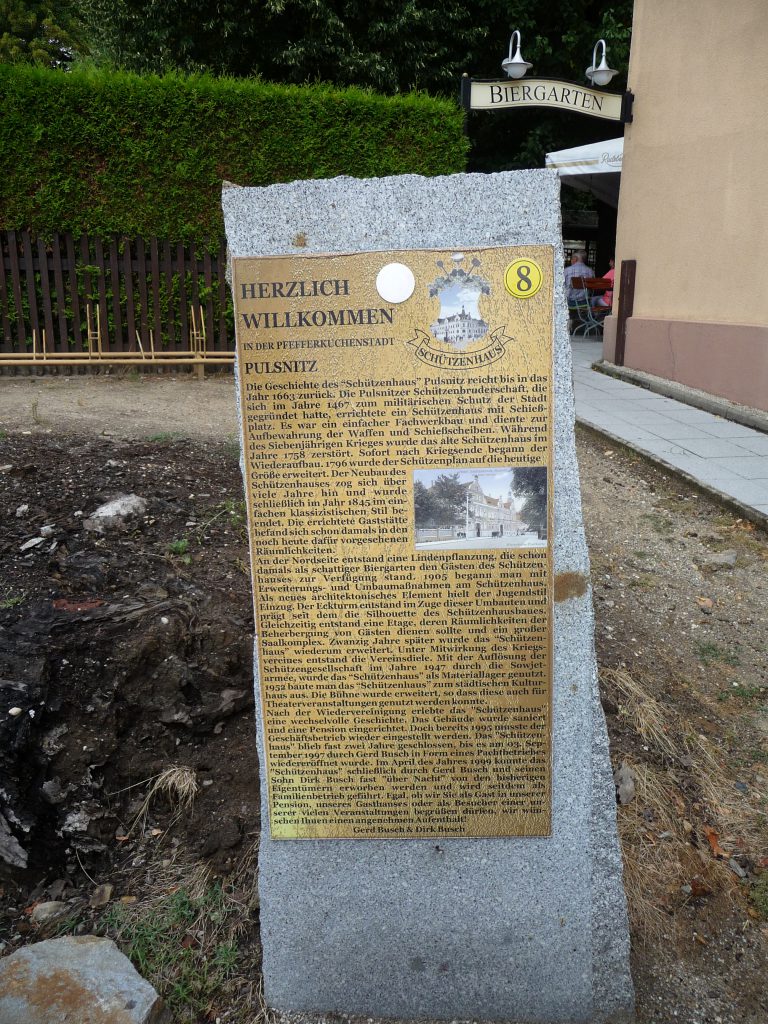 BIERGARTEN
HERZLICH
WILLKOMMEN
IN DER PFEFFERKUCHENSTADT
PULSNITZ
SCHÜTZENHAUS
8
Die Geschichte des "Schützenhaus" Pulsnitz reicht bis in das
Jahr 1663 zurück. Die Pulsnitzer Schützenbruderschaft, die
sich im Jahre 1467 zum militärischen Schutz der Stadt
gegründet hatte, errichtete ein Schützenhaus mit Schieß-
platz. Es war ein einfacher Fachwerkbau und diente zur
Aufbewahrung der Waffen und Schießscheiben. Während
des Siebenjährigen Krieges wurde das alte Schützenhaus im
Jahre 1758 zerstört. Sofort nach Kriegsende begann der
Wiederaufbau. 1796 wurde der Schützenplan auf die heutige
Größe erweitert. Der Neubau des
Schützenhauses zog sich über
viele Jahre hin und wurde
schließlich im Jahr 1845 im ein-
fachen klassizistischen Stil be-
endet. Die errichtete Gaststätte
befand sich schon damals in den
noch heute dafür vorgesehenen
Räumlichkeiten.
An der Nordseite entstand eine Lindenpflanzung, die schon
damals als schattiger Biergarten den Gästen des Schützen-
hauses zur Verfügung stand. 1905 begann man mit
Erweiterungs- und Umbaumaßnahmen am Schützenhaus.
Als neues architektonisches Element hielt der Jugendstil
Einzug. Der Eckturm entstand im Zuge dieser Umbauten und
prägt seit dem die Silhouette des Schützenhausbaues.
Gleichzeitig entstand eine Etage, deren Räumlichkeiten der
Beherbergung von Gästen dienen sollte und ein großer
Saalkomplex. Zwanzig Jahre später wurde das "Schützen-
haus" wiederum erweitert. Unter Mitwirkung des Kriegs-
vereines entstand die Vereinsdiele. Mit der Auflösung der
Schützengesellschaft im Jahre 1947 durch die Sowjet-
armee, wurde das "Schützenhaus" als Materiallager genutzt.
1952 baute man das "Schützenhaus" zum städtischen Kultur-
haus aus. Die Bühne wurde erweitert, so dass diese auch für
Theaterveranstaltungen genutzt werden konnte.
Nach der Wiedervereinigung erlebte das "Schützenhaus"
eine wechselvolle Geschichte. Das Gebäude wurde saniert
und eine Pension eingerichtet. Doch bereits 1995 musste der
Geschäftsbetrieb wieder eingestellt werden. Das "Schützen-
haus" blieb fast zwei Jahre geschlossen, bis es am 03. Sep-
tember 1997 durch Gerd Busch in Form eines Pachtbetriebes
wiedereröffnet wurde. Im April des Jahres 1999 konnte das
"Schützenhaus" schließlich durch Gerd Busch und seinen
Sohn Dirk Busch fast "über Nacht" von den bisherigen
Eigentümern erworben werden und wird seitdem als
Familienbetrieb geführt. Egal, ob wir Sie als Gast in unserer
Pension, unseres Gasthauses oder als Besucher einer un-
serer vielen Veranstaltungen begrüßen dürfen, wir wün-
schen Ihnen einen angenehmen Aufenthalt!
Gerd Busch & Dirk Busch